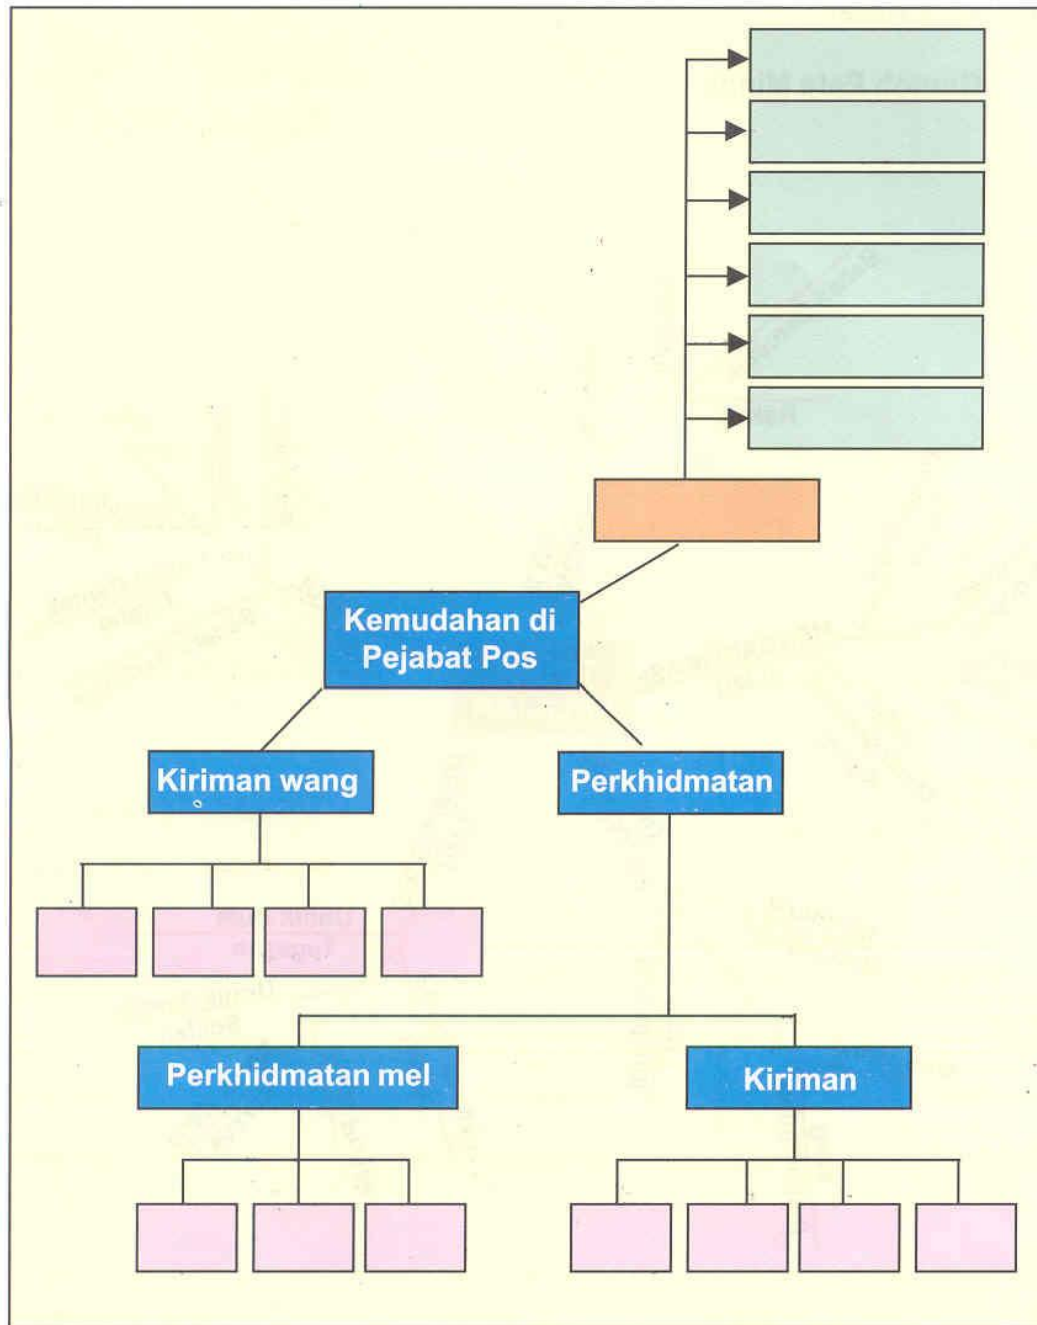 Kemudahan di
Pejabat Pos
Kiriman wang
Perkhidmatan
Perkhidmatan mel
Kiriman